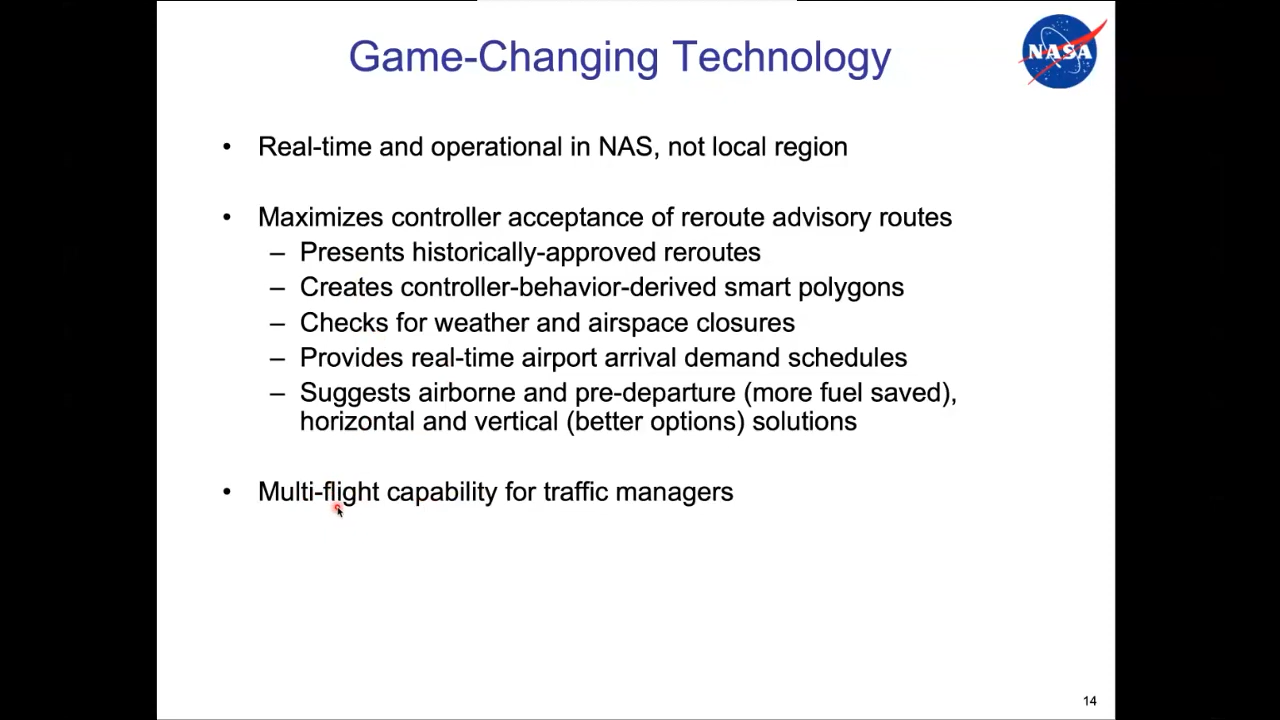 Game-Changing Technology
NASA
• Real-time and operational in NAS, not local region
• Maximizes controller acceptance of reroute advisory routes
– Presents historically-approved reroutes
– Creates controller-behavior-derived smart polygons
– Checks for weather and airspace closures
– Provides real-time airport arrival demand schedules
– Suggests airborne and pre-departure (more fuel saved),
horizontal and vertical (better options) solutions
• Multi-flight capability for traffic managers
14